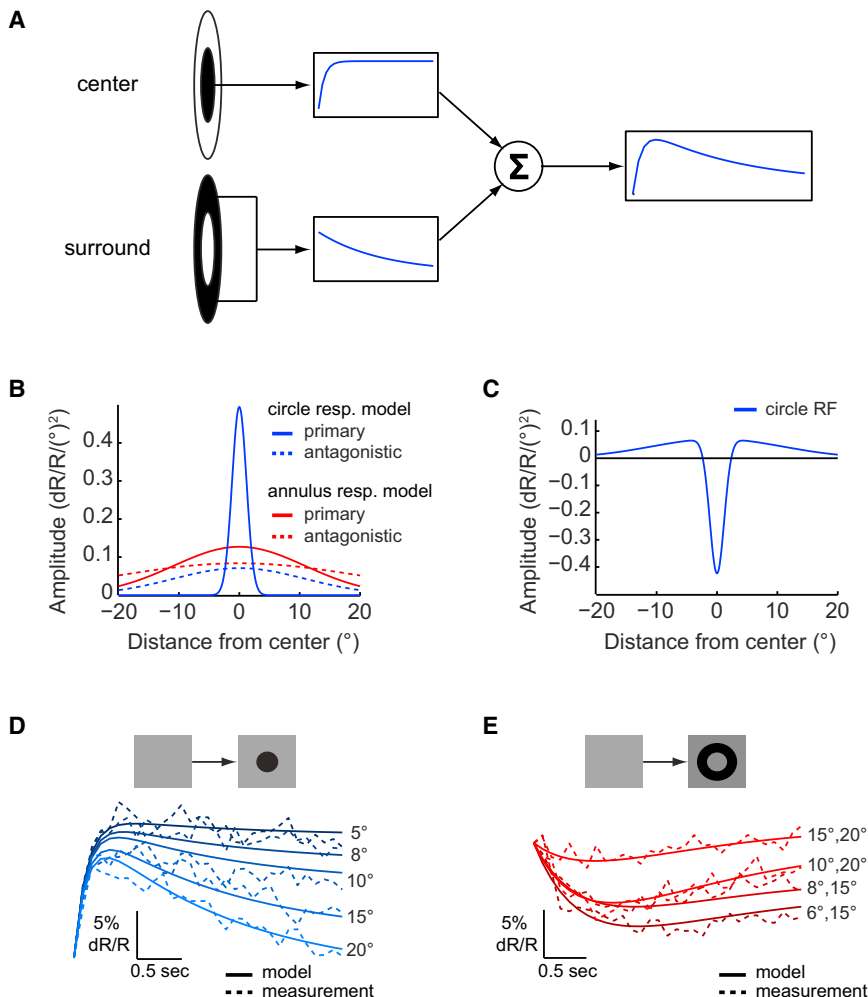 A
center
surround
Σ
B
circle resp. model
primary
antagonistic
annulus resp. model
primary
antagonistic
Amplitude (dR/R/(°)²)
0.4
0.3
0.2
0.1
0
−20 −10 0 10 20
Distance from center (°)
C
circle RF
Amplitude (dR/R/(°)²)
0.1
0
−0.1
−0.2
−0.3
−0.4
−20 −10 0 10 20
Distance from center (°)
D
5°
8°
10°
15°
20°
5%
dR/R
0.5 sec
model
measurement
E
15°,20°
10°,20°
8°,15°
6°,15°
5%
dR/R
0.5 sec
model
measurement